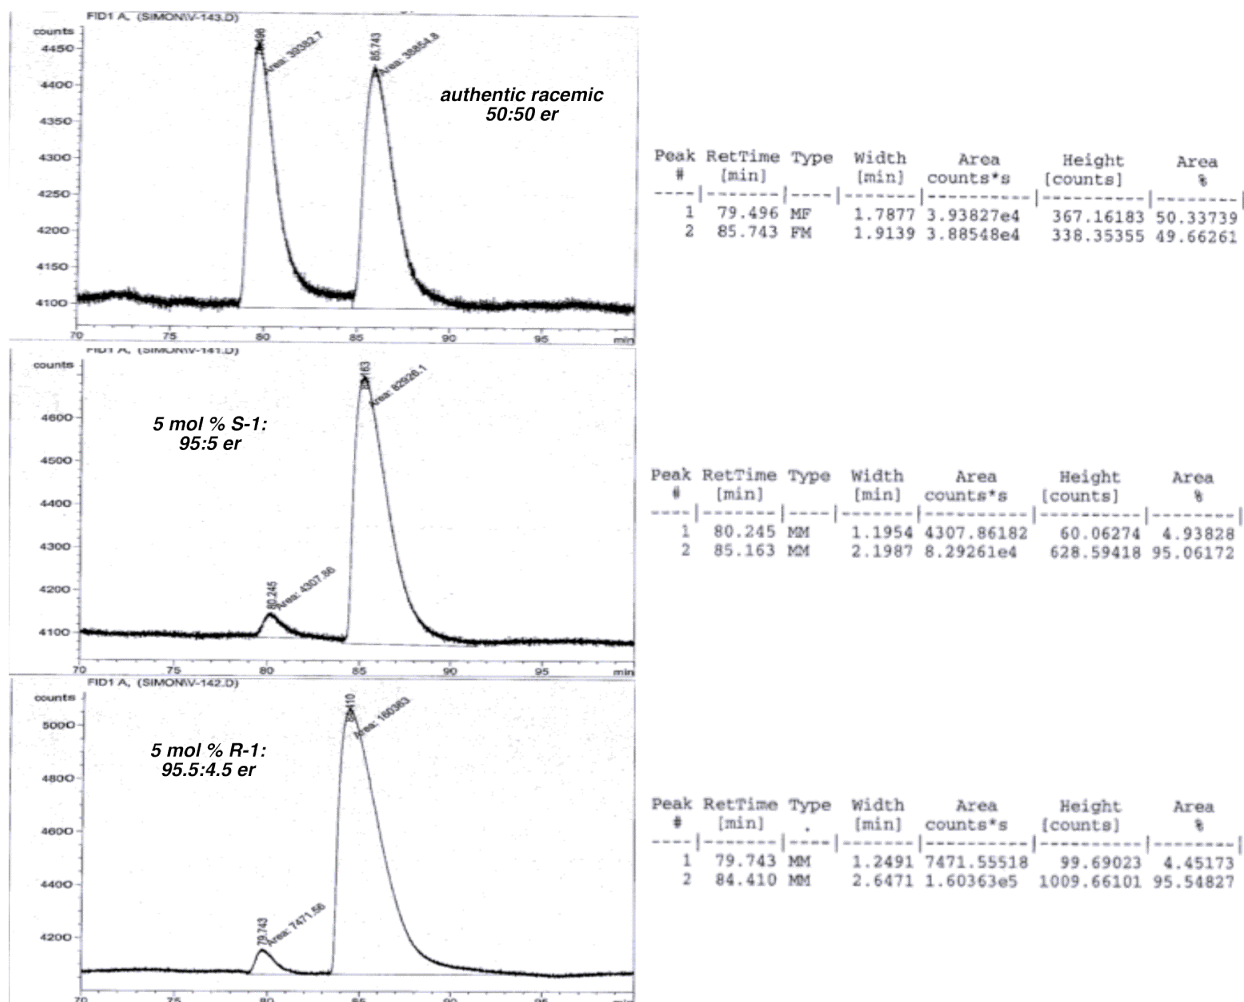 FID1 A, (SIMON\V-143.D)
counts
4450
4400
4350
4300
4250
4200
4150
4100
Area: 39382.7
85.743
Area: 38854.8
authentic racemic
50:50 er
70 75 80 85 90 95 min
Peak RetTime Type Width Area Height Area
# [min] [min] counts*s [counts] %
----|-------|----|-------|----------|----------|--------|
1 79.496 MF 1.7877 3.93827e4 367.16183 50.33739
2 85.743 FM 1.9139 3.88548e4 338.35355 49.66261
FID1 A, (SIMON\V-141.D)
counts
4600
4500
4400
4300
4200
4100
80.245
Area: 4307.86
Area: 82926.1
5 mol % S-1:
95:5 er
70 75 80 85 90 95 min
Peak RetTime Type Width Area Height Area
# [min] [min] counts*s [counts] %
----|-------|----|-------|----------|----------|--------|
1 80.245 MM 1.1954 4307.86182 60.06274 4.93828
2 85.163 MM 2.1987 8.29261e4 628.59418 95.06172
FID1 A, (SIMON\V-142.D)
counts
5000
4800
4600
4400
4200
79.743
Area: 7471.56
Area: 160363
5 mol % R-1:
95.5:4.5 er
70 75 80 85 90 95 min
Peak RetTime Type Width Area Height Area
# [min] . [min] counts*s [counts] %
----|-------|----|-------|----------|----------|--------|
1 79.743 MM 1.2491 7471.55518 99.69023 4.45173
2 84.410 MM 2.6471 1.60363e5 1009.66101 95.54827